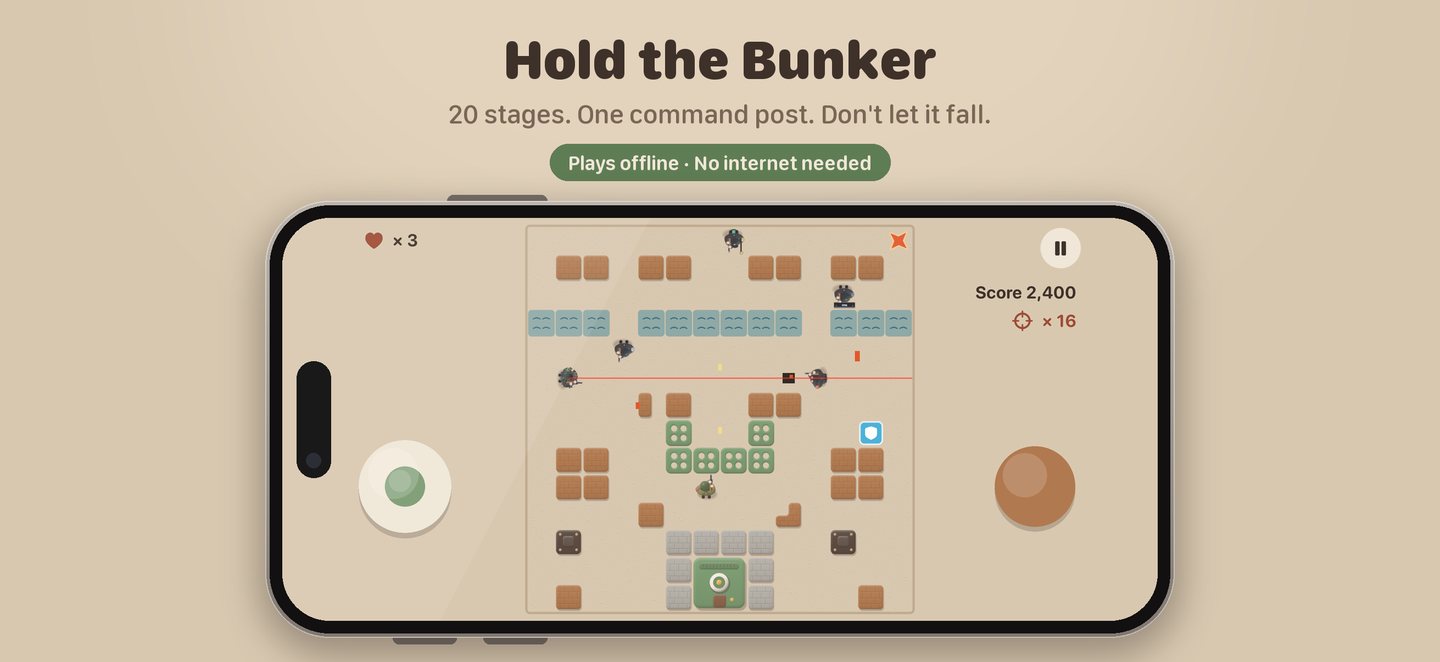 Hold the Bunker
20 stages. One command post. Don't let it fall.
Plays offline · No internet needed
× 3
Score 2,400
× 16